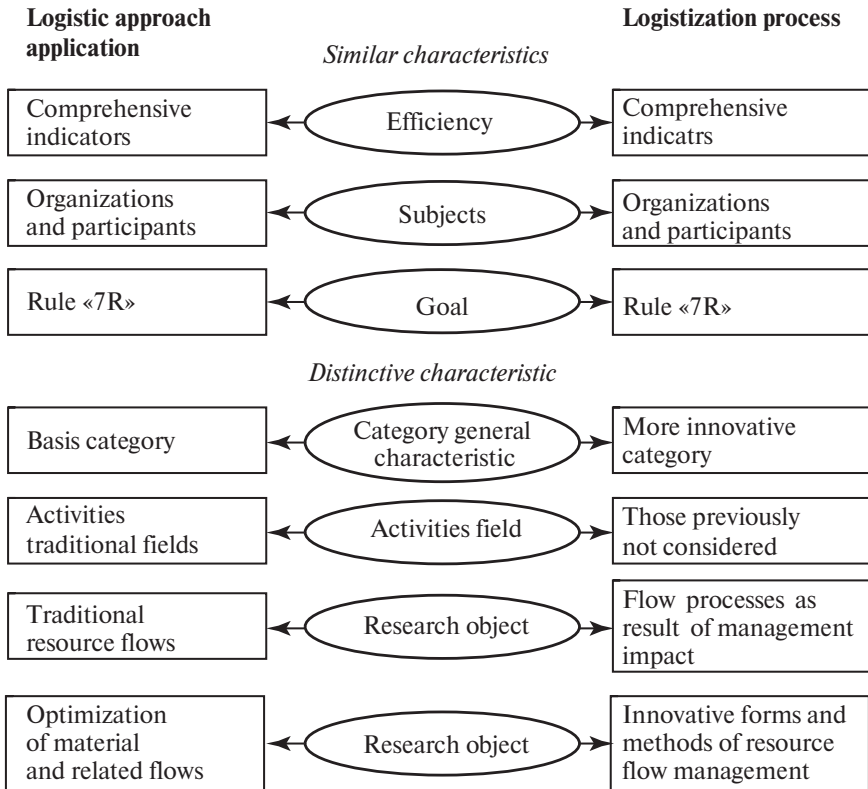 Logistic approach
application
Logistization process
Similar characteristics
Comprehensive
indicators
Efficiency
Comprehensive
indicatrs
Organizations
and participants
Subjects
Organizations
and participants
Rule «7R»
Goal
Rule «7R»
Distinctive characteristic
Basis category
Category general
characteristic
More innovative
category
Activities
traditional fields
Activities field
Those previously
not considered
Traditional
resource flows
Research object
Flow processes as
result of management
impact
Optimization
of material
and related flows
Research object
Innovative forms and
methods of resource
flow management